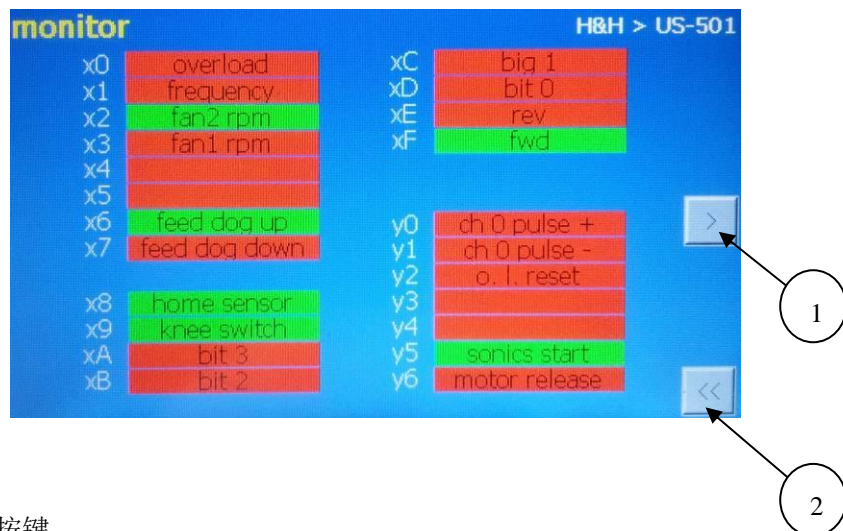 monitor
H&H > US-501
x0 overload
x1 frequency
x2 fan2 rpm
x3 fan1 rpm
x4
x5
x6 feed dog up
x7 feed dog down
x8 home sensor
x9 knee switch
xA bit 3
xB bit 2
xC big 1
xD bit 0
xE rev
xF fwd
y0 ch 0 pulse +
y1 ch 0 pulse -
y2 o. l. reset
y3
y4
y5 sonics start
y6 motor release
>
<<
1
2
按键